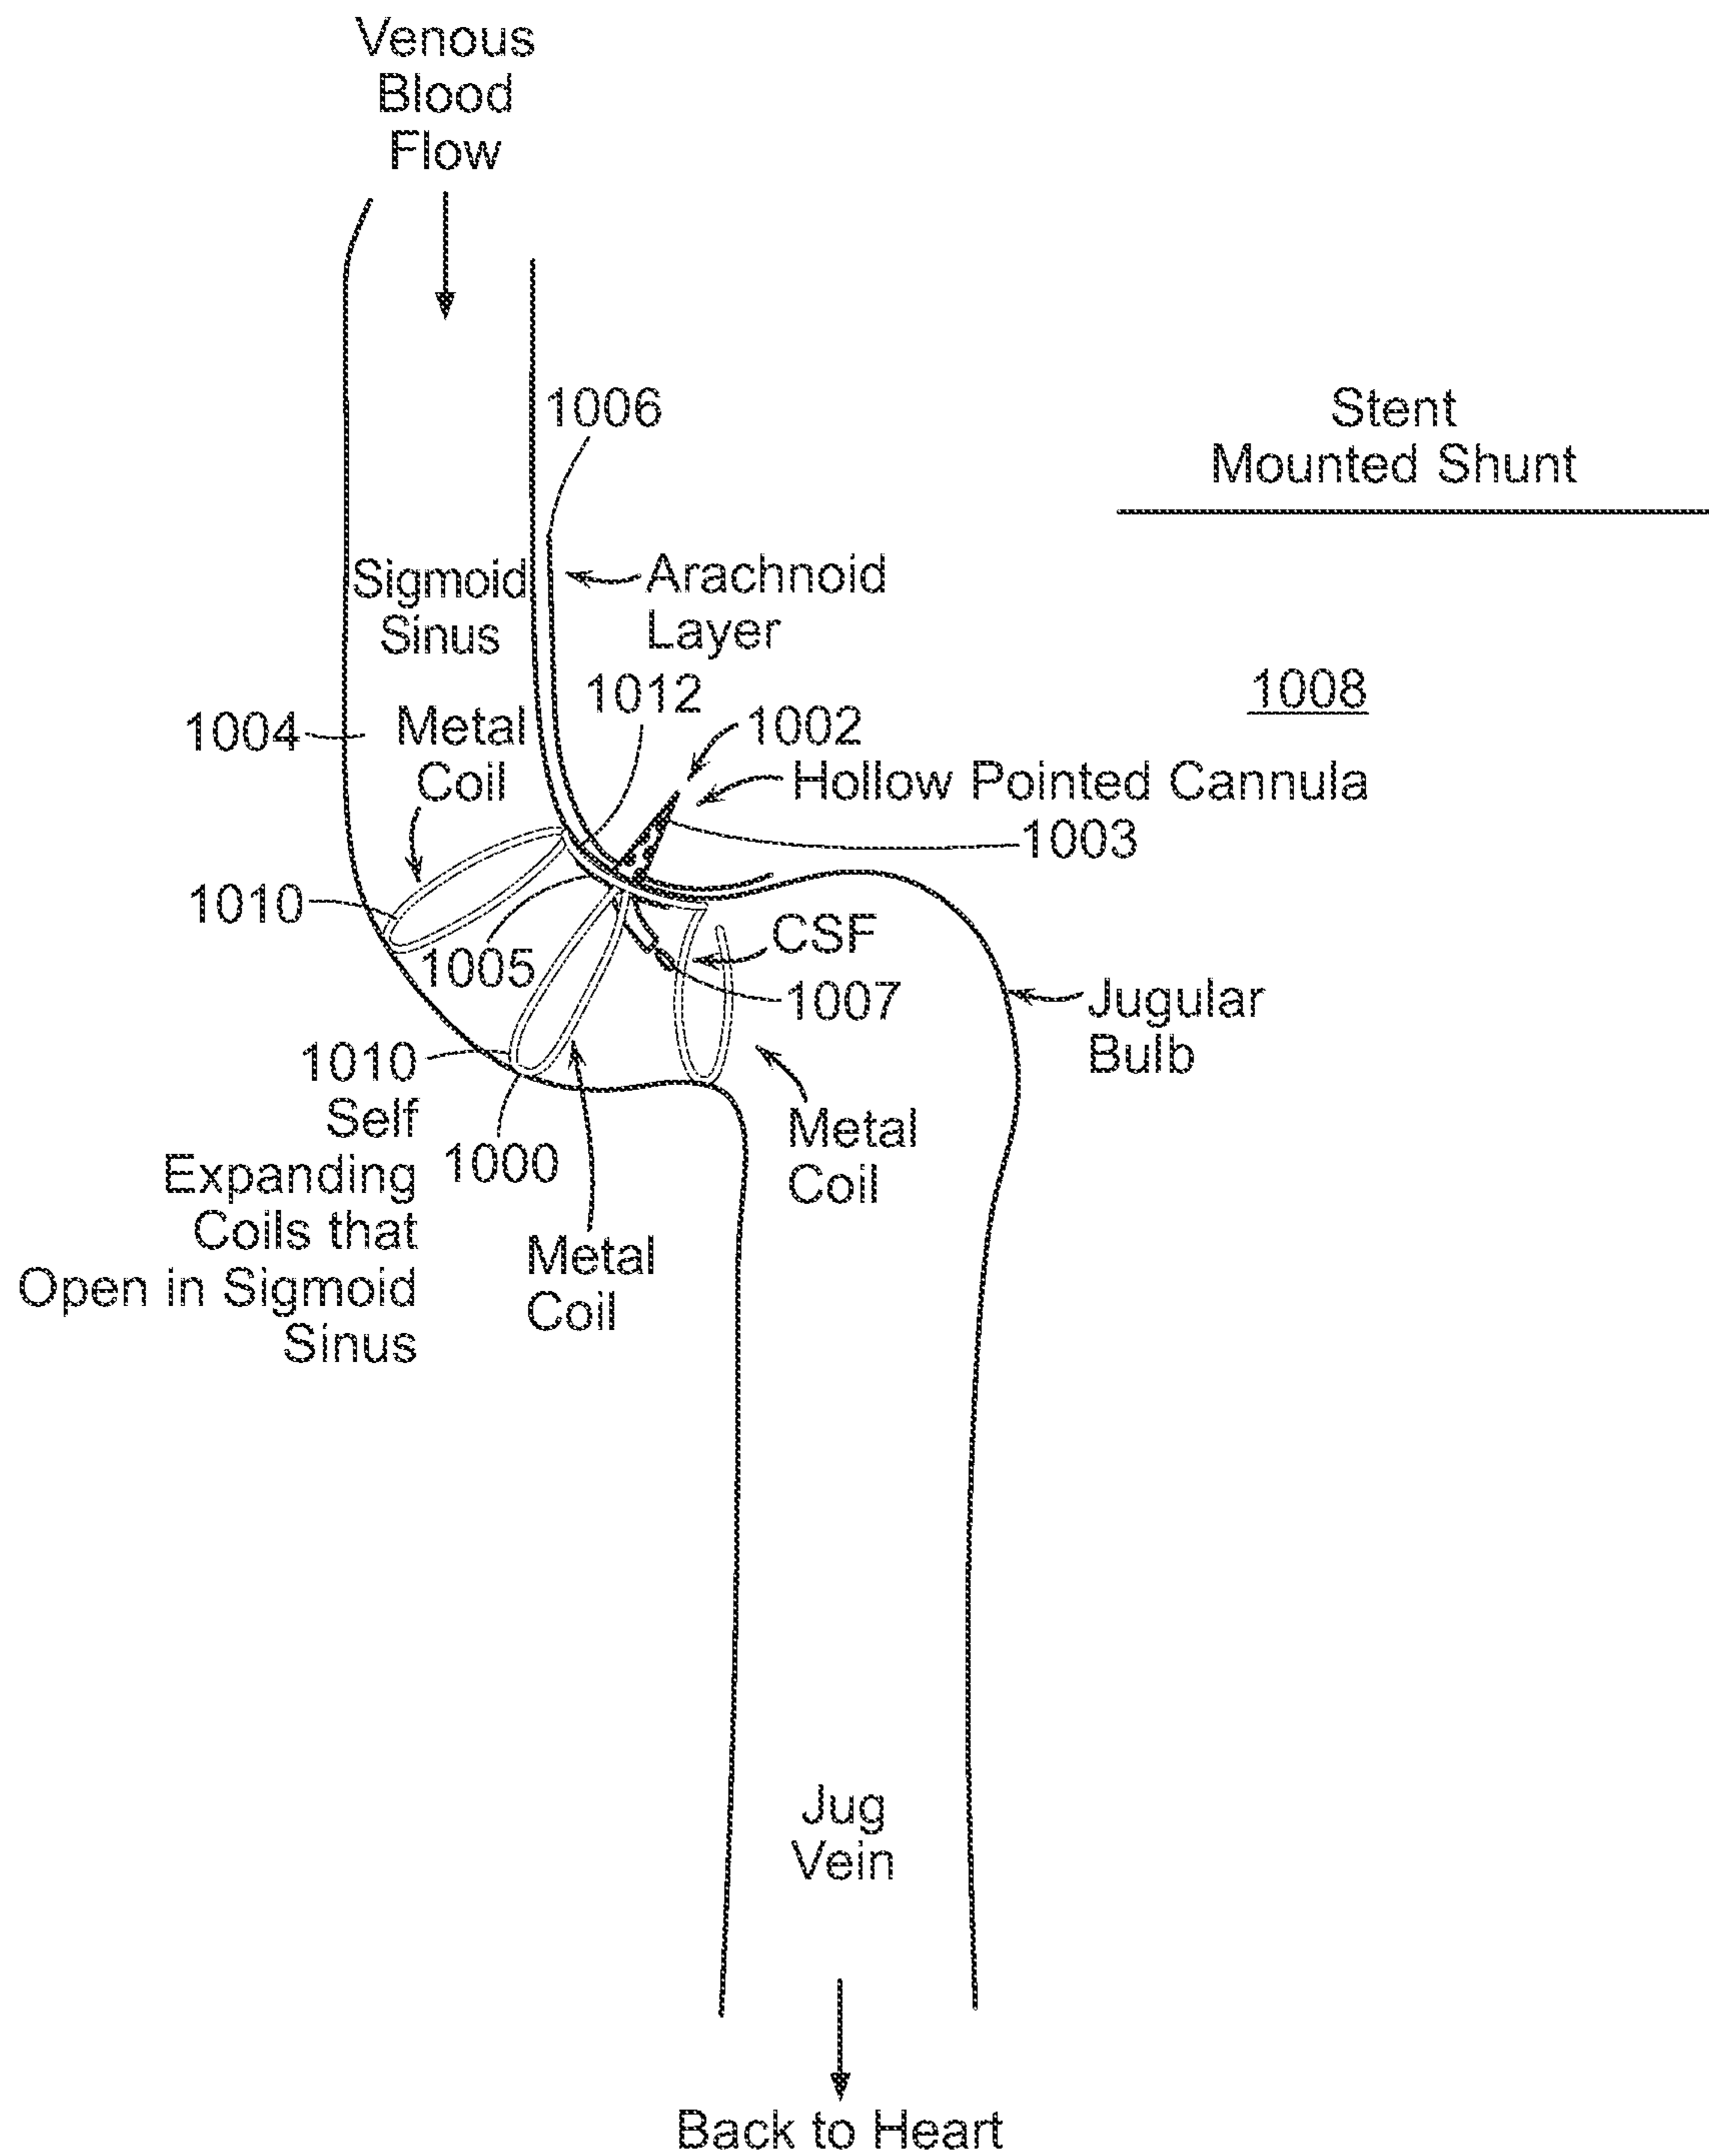 Venous
Blood
Flow
1006
Stent
Mounted Shunt
Sigmoid
Sinus
Arachnoid
Layer
1012
1008
1004
Metal
Coil
1002
Hollow Pointed Cannula
1003
1010
1005
CSF
1007
Jugular
Bulb
1010
Self
Expanding
Coils that
Open in Sigmoid
Sinus
1000
Metal
Coil
Metal
Coil
Jug
Vein
Back to Heart